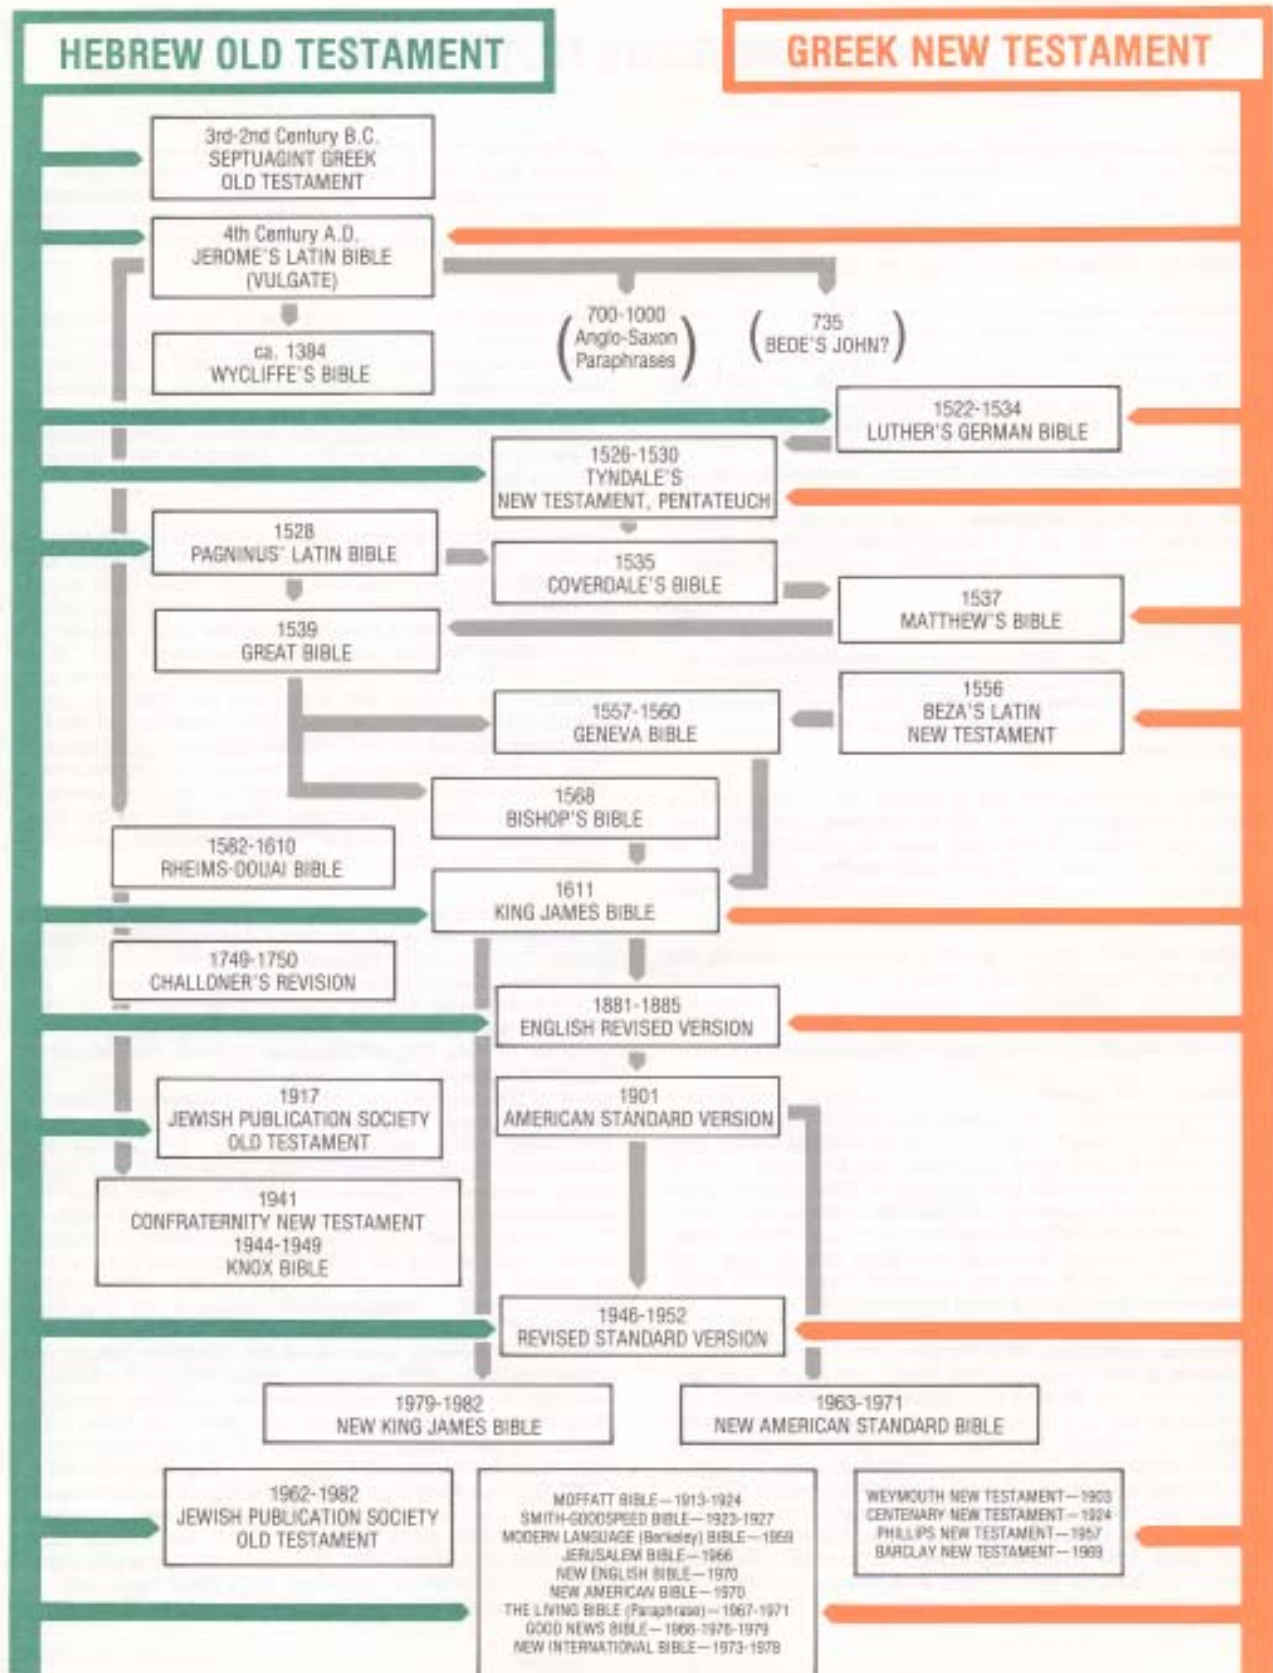 HEBREW OLD TESTAMENT
GREEK NEW TESTAMENT
3rd-2nd Century B.C.
SEPTUAGINT GREEK
OLD TESTAMENT
4th Century A.D.
JEROME'S LATIN BIBLE
(VULGATE)
700-1000
Anglo-Saxon
Paraphrases
735
BEDE'S JOHN?
ca. 1384
WYCLIFFE'S BIBLE
1522-1534
LUTHER'S GERMAN BIBLE
1526-1530
TYNDALE'S
NEW TESTAMENT, PENTATEUCH
1528
PAGNINUS' LATIN BIBLE
1535
COVERDALE'S BIBLE
1537
MATTHEW'S BIBLE
1539
GREAT BIBLE
1556
BEZA'S LATIN
NEW TESTAMENT
1557-1560
GENEVA BIBLE
1568
BISHOP'S BIBLE
1582-1610
RHEIMS-DOUAI BIBLE
1611
KING JAMES BIBLE
1749-1750
CHALLONER'S REVISION
1881-1885
ENGLISH REVISED VERSION
1901
AMERICAN STANDARD VERSION
1917
JEWISH PUBLICATION SOCIETY
OLD TESTAMENT
1941
CONFRATERNITY NEW TESTAMENT
1944-1949
KNOX BIBLE
1946-1952
REVISED STANDARD VERSION
1979-1982
NEW KING JAMES BIBLE
1963-1971
NEW AMERICAN STANDARD BIBLE
1962-1982
JEWISH PUBLICATION SOCIETY
OLD TESTAMENT
MOFFATT BIBLE—1913-1924
SMITH-GOODSPEED BIBLE—1923-1927
MODERN LANGUAGE (Berkeley) BIBLE—1959
JERUSALEM BIBLE—1966
NEW ENGLISH BIBLE—1970
NEW AMERICAN BIBLE—1970
THE LIVING BIBLE (Paraphrase)—1967-1971
GOOD NEWS BIBLE—1966-1976-1979
NEW INTERNATIONAL BIBLE—1973-1978
WEYMOUTH NEW TESTAMENT—1903
CENTENARY NEW TESTAMENT—1924
PHILLIPS NEW TESTAMENT—1957
BARCLAY NEW TESTAMENT—1969